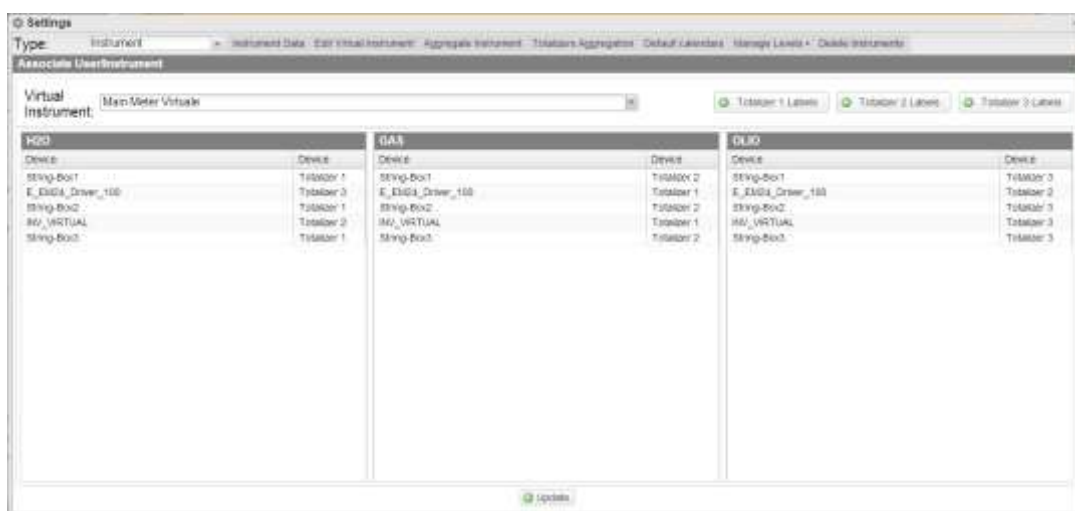 Settings
Type: Instrument Instrument Data Edit Virtual Instrument Aggregate Instrument Totalizers Aggregation Default Calendars Manage Levels Delete Instruments
Associate User/Instrument
Virtual Instrument: Main Meter Virtuale Totalizer 1 Labels Totalizer 2 Labels Totalizer 3 Labels
H2O GAS OLIO
Device Device Device Device Device Device
String-Box1 Totalizer 1 String-Box1 Totalizer 2 String-Box1 Totalizer 3
E_EM24_Driver_100 Totalizer 3 E_EM24_Driver_100 Totalizer 1 E_EM24_Driver_100 Totalizer 2
String-Box2 Totalizer 1 String-Box2 Totalizer 2 String-Box2 Totalizer 3
INV_VIRTUAL Totalizer 2 INV_VIRTUAL Totalizer 1 INV_VIRTUAL Totalizer 3
String-Box3 Totalizer 1 String-Box3 Totalizer 2 String-Box3 Totalizer 3
Update